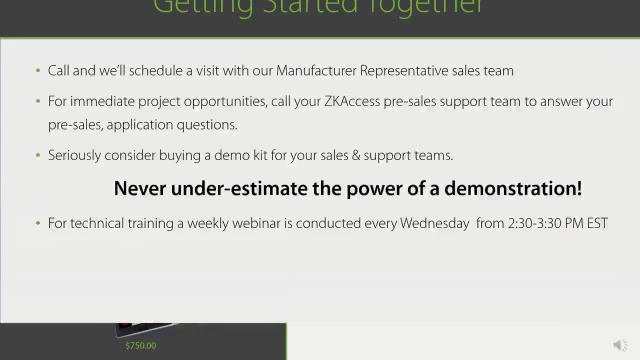 Getting Started Together
• Call and we'll schedule a visit with our Manufacturer Representative sales team
• For immediate project opportunities, call your ZKAccess pre-sales support team to answer your
pre-sales, application questions.
• Seriously consider buying a demo kit for your sales & support teams.
Never under-estimate the power of a demonstration!
• For technical training a weekly webinar is conducted every Wednesday from 2:30-3:30 PM EST
$750.00